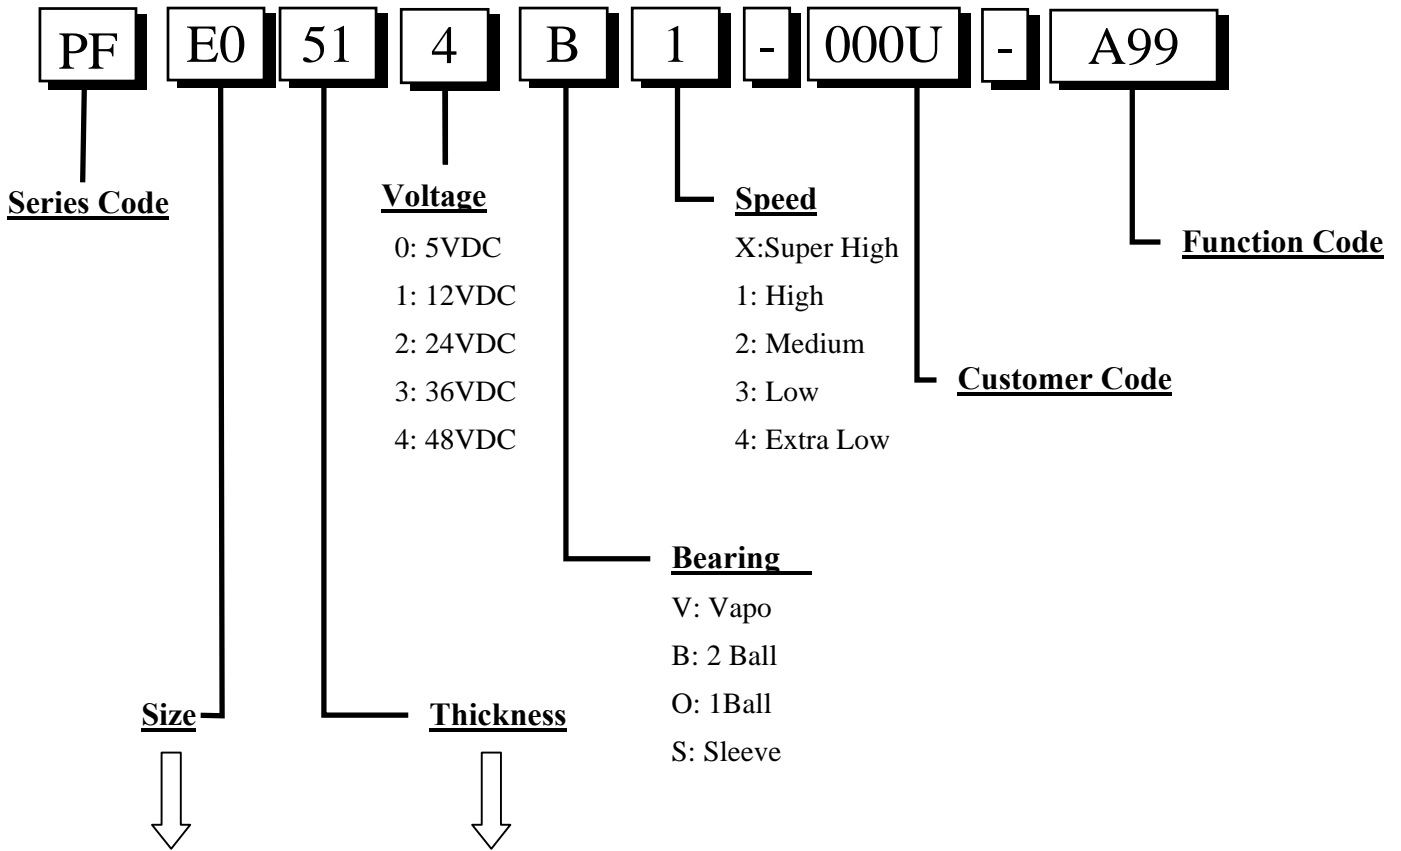 PF E0 51 4 B 1 - 000U - A99
Series Code
Voltage
0: 5VDC
1: 12VDC
2: 24VDC
3: 36VDC
4: 48VDC
Speed
X:Super High
1: High
2: Medium
3: Low
4: Extra Low
Function Code
Customer Code
Bearing
V: Vapo
B: 2 Ball
O: 1Ball
S: Sleeve
Size
Thickness